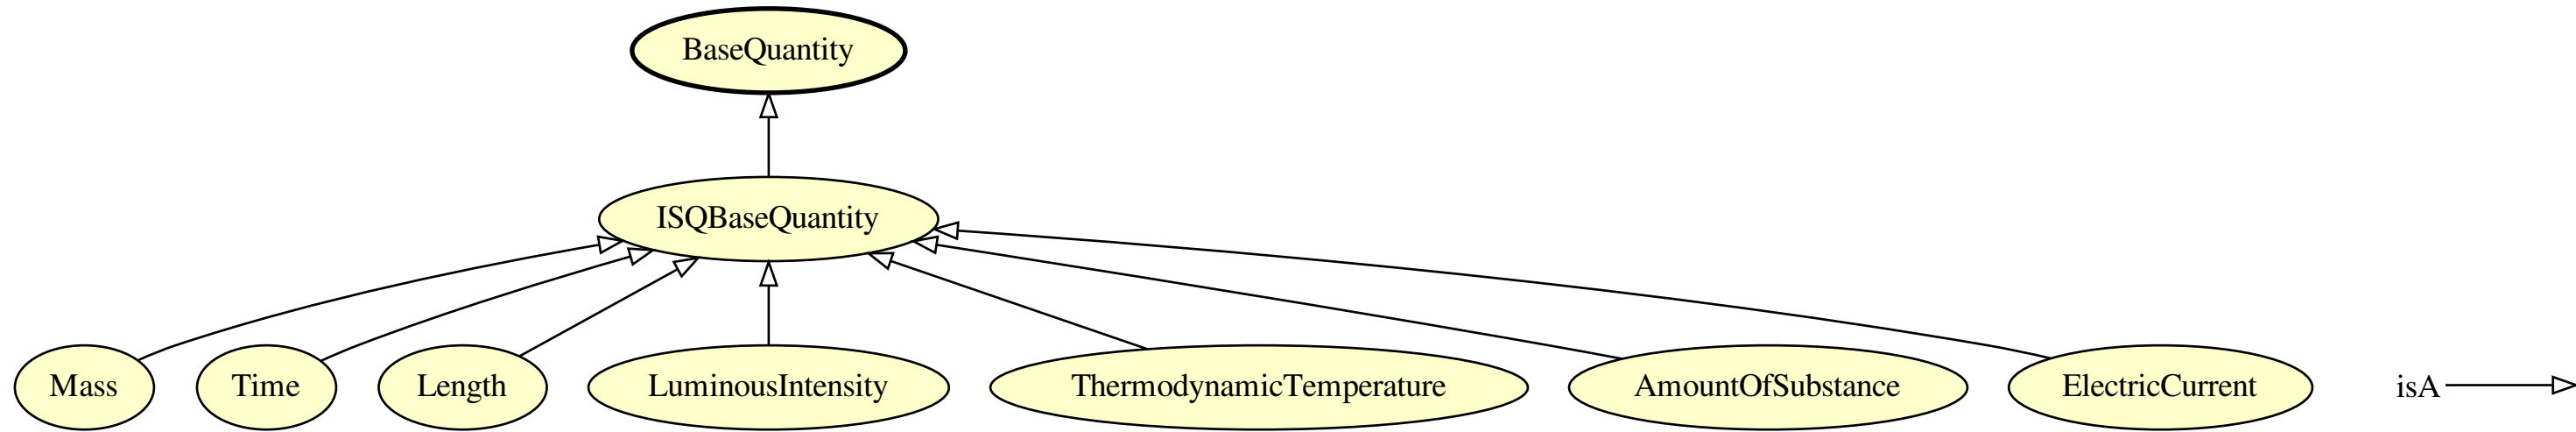 BaseQuantity
ISQBaseQuantity
Mass
Time
Length
LuminousIntensity
ThermodynamicTemperature
AmountOfSubstance
ElectricCurrent
isA